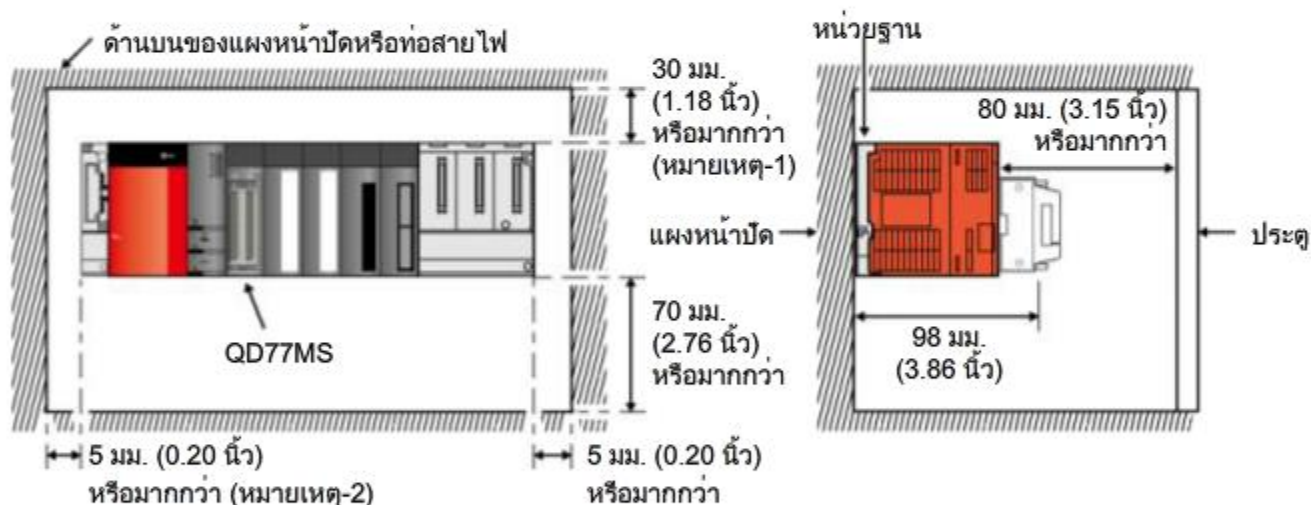 ด้านบนของแผงหน้าปัดหรือท่อสายไฟ
30 มม.
(1.18 นิ้ว)
หรือมากกว่า
(หมายเหตุ-1)
QD77MS
70 มม.
(2.76 นิ้ว)
หรือมากกว่า
5 มม. (0.20 นิ้ว)
หรือมากกว่า (หมายเหตุ-2)
5 มม. (0.20 นิ้ว)
หรือมากกว่า
หน่วยฐาน
80 มม. (3.15 นิ้ว)
หรือมากกว่า
แผงหน้าปัด
ประตู
98 มม.
(3.86 นิ้ว)